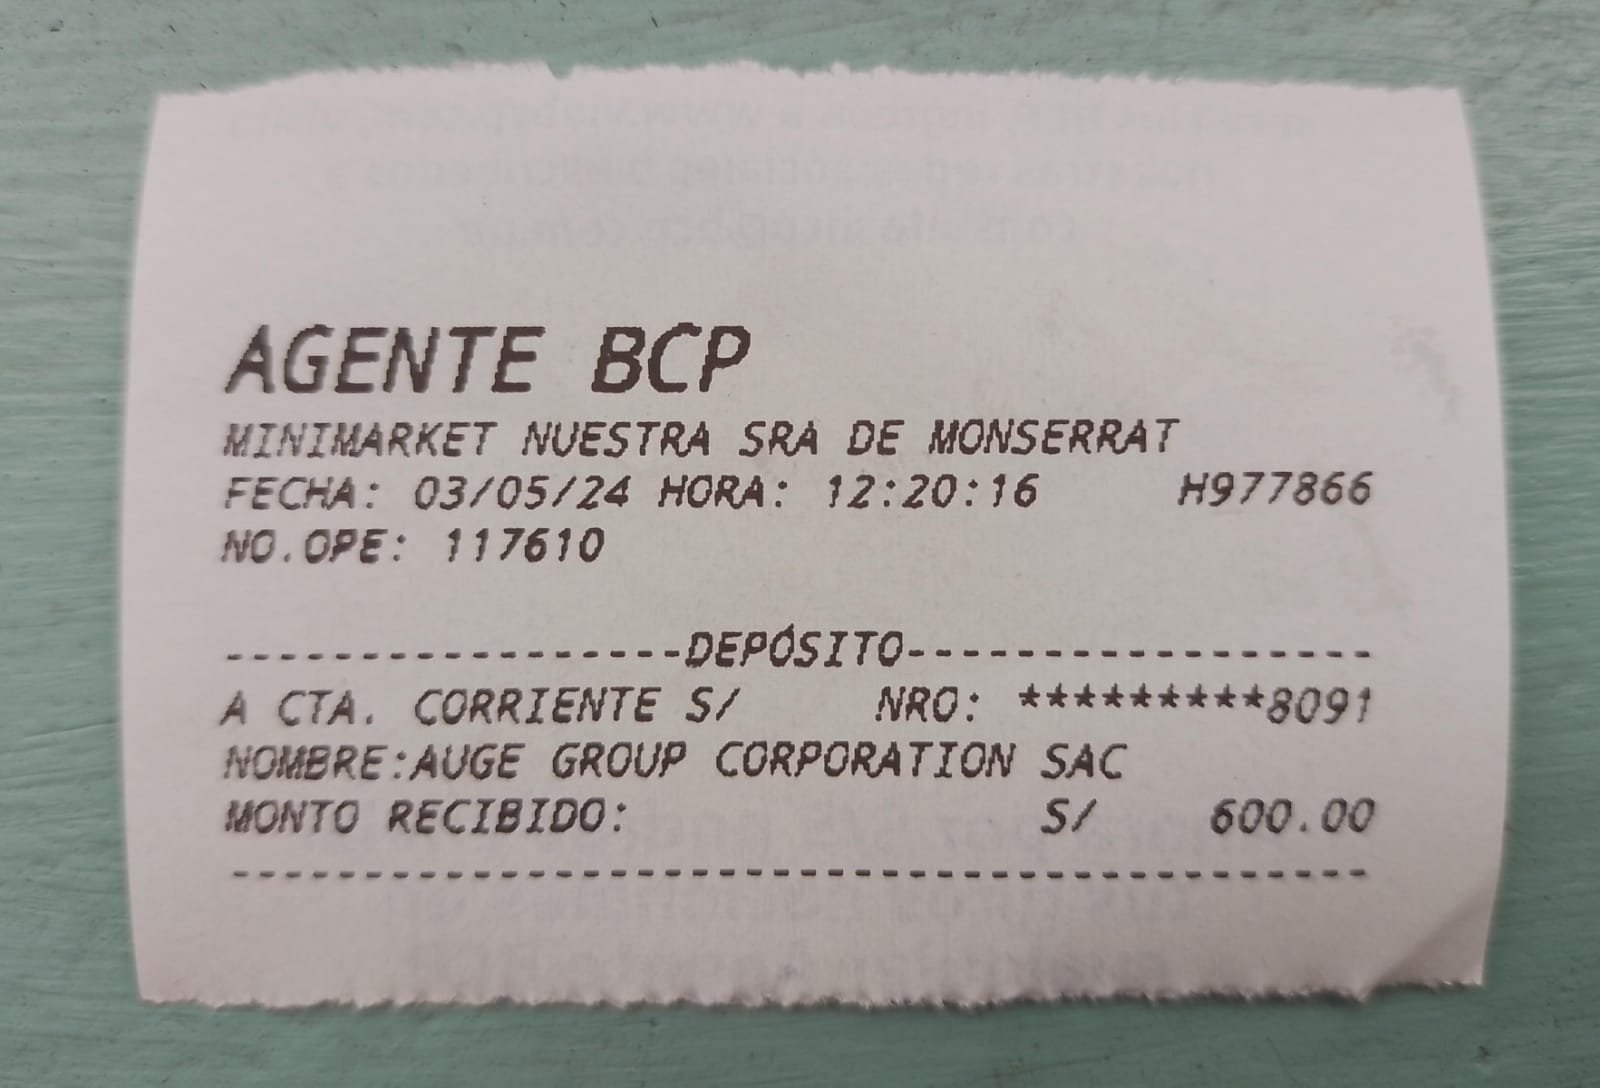 AGENTE BCP
MINIMARKET NUESTRA SRA DE MONSERRAT
FECHA: 03/05/24 HORA: 12:20:16 H977866
NO.OPE: 117610
------------------DEPÓSITO------------------
A CTA. CORRIENTE S/ NRO: *********8091
NOMBRE:AUGE GROUP CORPORATION SAC
MONTO RECIBIDO: S/ 600.00
-------------------------------------------